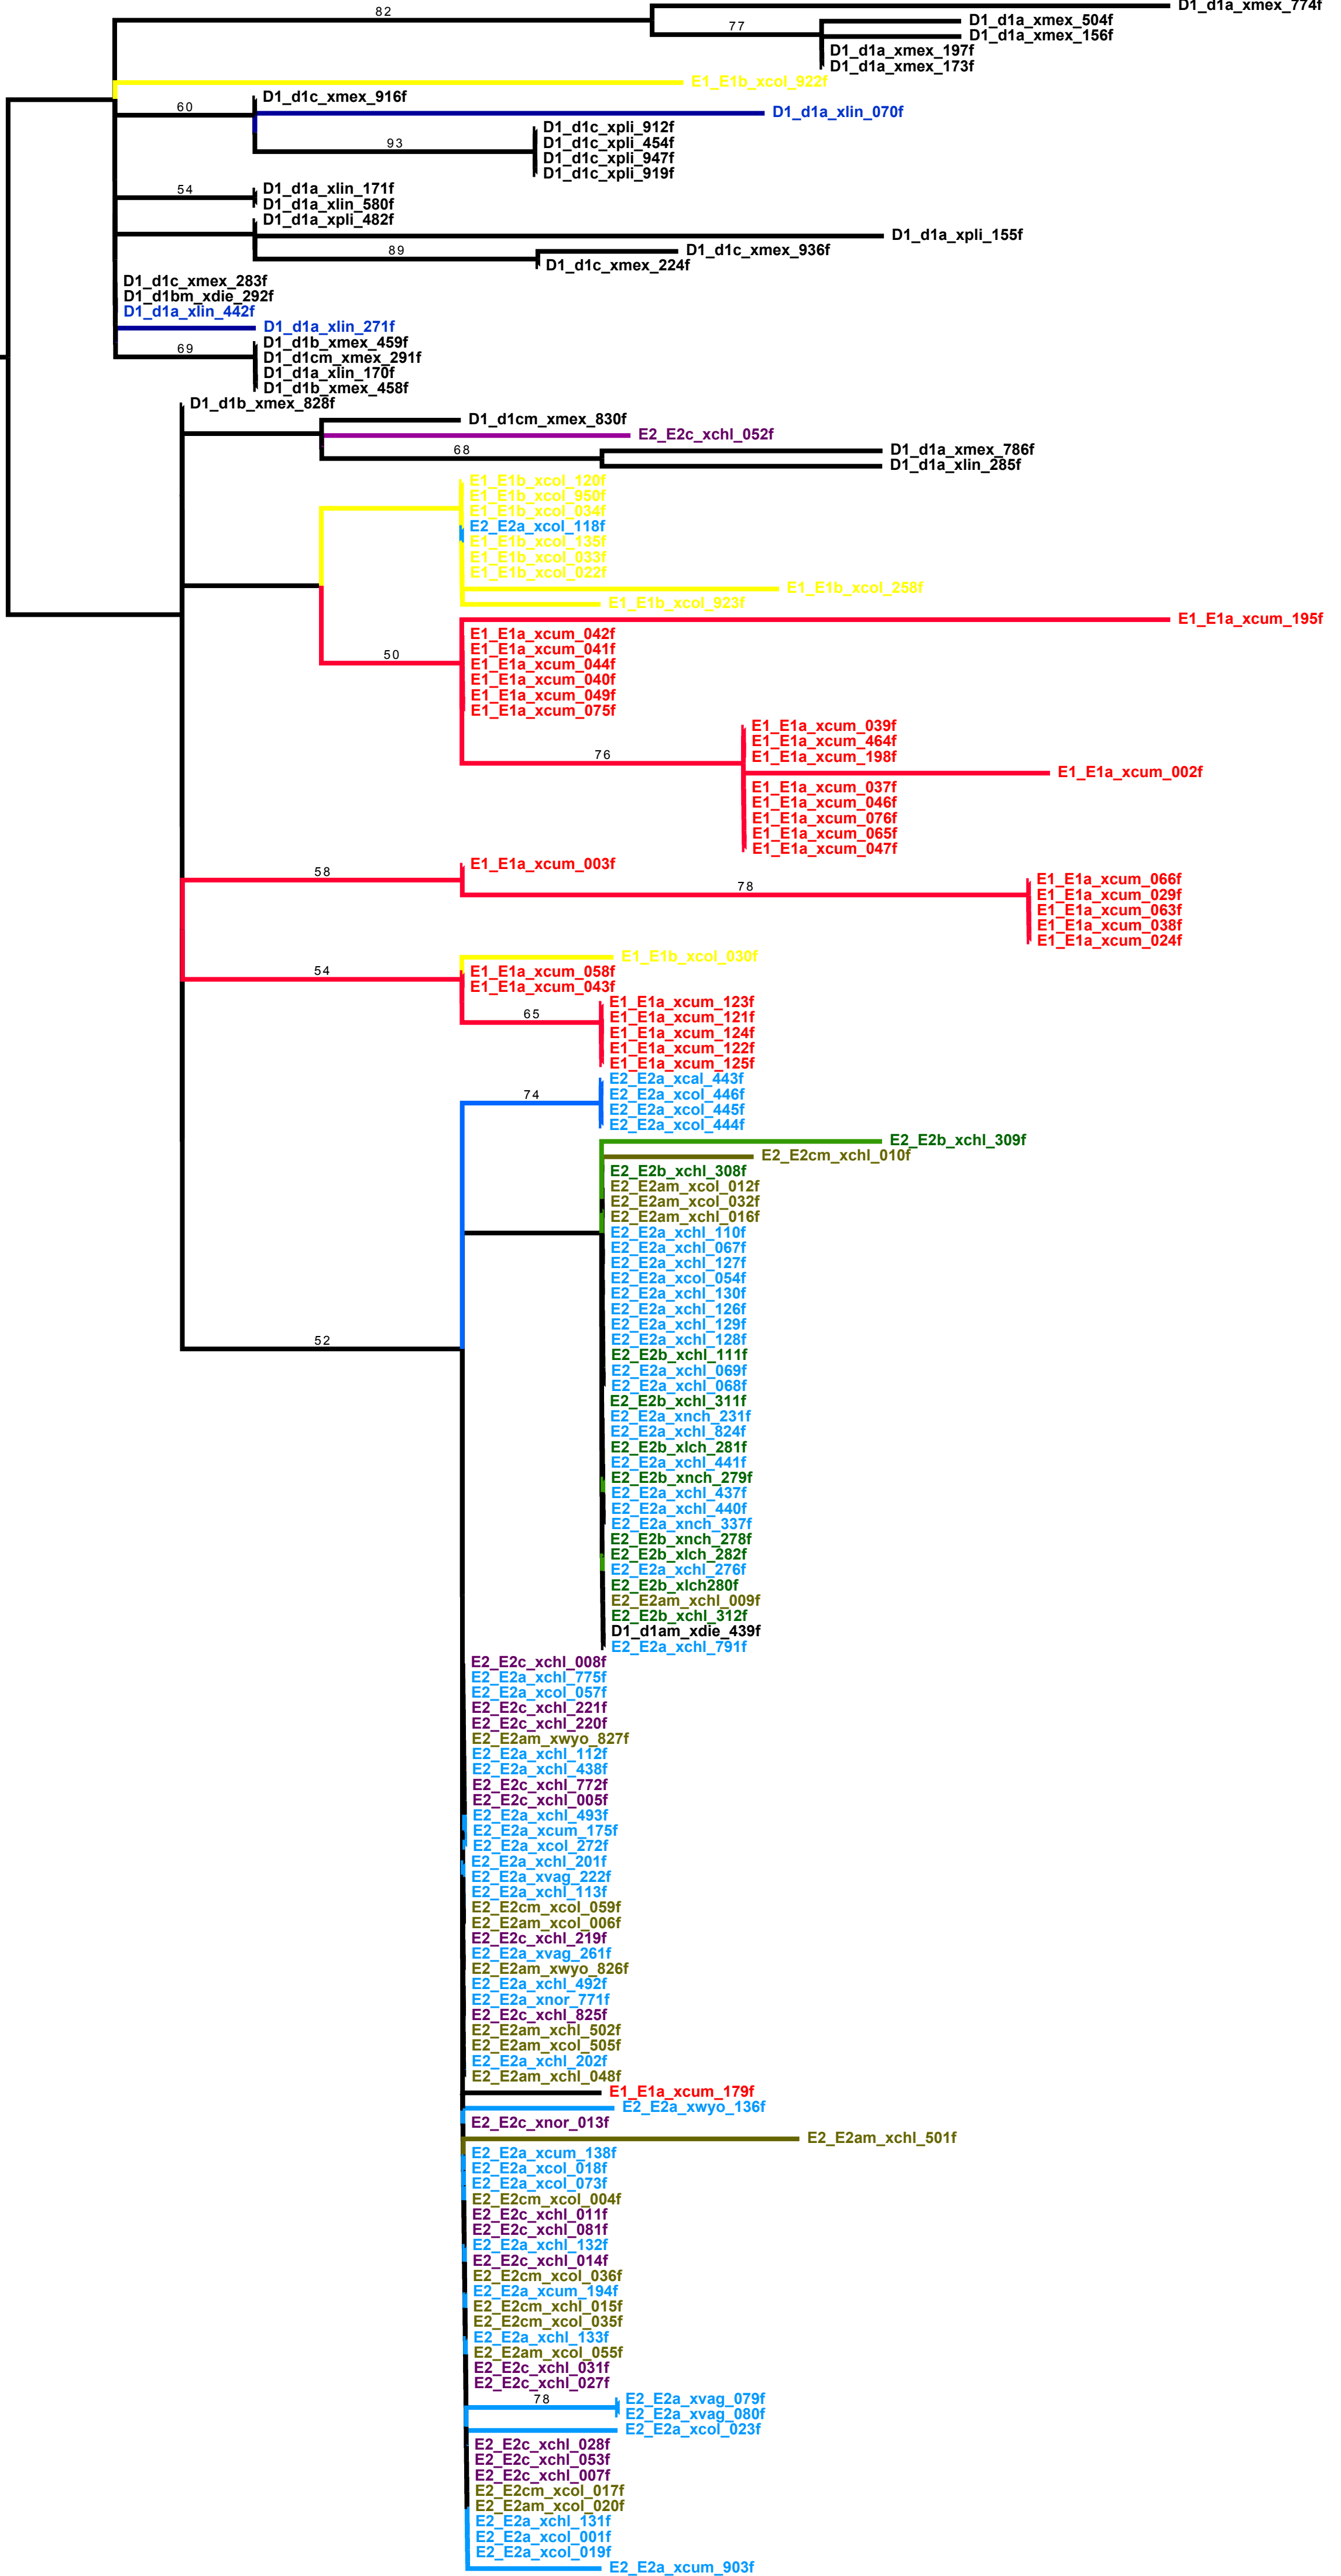 D1_d1a_xmex_774f
82
D1_d1a_xmex_504f
77
D1_d1a_xmex_156f
D1_d1a_xmex_197f
D1_d1a_xmex_173f
E1_E1b_xcol_922f
D1_d1c_xmex_916f
60
D1_d1a_xlin_070f
D1_d1c_xpli_912f
D1_d1c_xpli_454f
93
D1_d1c_xpli_947f
D1_d1c_xpli_919f
54
D1_d1a_xlin_171f
D1_d1a_xlin_580f
D1_d1a_xpli_482f
D1_d1a_xpli_155f
89
D1_d1c_xmex_936f
D1_d1c_xmex_224f
D1_d1c_xmex_283f
D1_d1bm_xdie_292f
D1_d1a_xlin_442f
D1_d1a_xlin_271f
D1_d1b_xmex_459f
69
D1_d1cm_xmex_291f
D1_d1a_xlin_170f
D1_d1b_xmex_458f
D1_d1b_xmex_828f
D1_d1cm_xmex_830f
E2_E2c_xchl_052f
68
D1_d1a_xmex_786f
D1_d1a_xlin_285f
E1_E1b_xcol_120f
E1_E1b_xcol_950f
E1_E1b_xcol_034f
E2_E2a_xcol_118f
E1_E1b_xcol_135f
E1_E1b_xcol_033f
E1_E1b_xcol_022f
E1_E1b_xcol_258f
E1_E1b_xcol_923f
E1_E1a_xcum_195f
E1_E1a_xcum_042f
E1_E1a_xcum_041f
50
E1_E1a_xcum_044f
E1_E1a_xcum_040f
E1_E1a_xcum_049f
E1_E1a_xcum_075f
E1_E1a_xcum_039f
E1_E1a_xcum_464f
76
E1_E1a_xcum_198f
E1_E1a_xcum_002f
E1_E1a_xcum_037f
E1_E1a_xcum_046f
E1_E1a_xcum_076f
E1_E1a_xcum_065f
E1_E1a_xcum_047f
E1_E1a_xcum_003f
58
E1_E1a_xcum_066f
78
E1_E1a_xcum_029f
E1_E1a_xcum_063f
E1_E1a_xcum_038f
E1_E1a_xcum_024f
E1_E1b_xcol_030f
54
E1_E1a_xcum_058f
E1_E1a_xcum_043f
E1_E1a_xcum_123f
65
E1_E1a_xcum_121f
E1_E1a_xcum_124f
E1_E1a_xcum_122f
E1_E1a_xcum_125f
E2_E2a_xcal_443f
74
E2_E2a_xcol_446f
E2_E2a_xcol_445f
E2_E2a_xcol_444f
E2_E2b_xchl_309f
E2_E2cm_xchl_010f
E2_E2b_xchl_308f
E2_E2am_xcol_012f
E2_E2am_xcol_032f
E2_E2am_xchl_016f
E2_E2a_xchl_110f
E2_E2a_xchl_067f
E2_E2a_xchl_127f
E2_E2a_xcol_054f
E2_E2a_xchl_130f
E2_E2a_xchl_126f
E2_E2a_xchl_129f
52
E2_E2a_xchl_128f
E2_E2b_xchl_111f
E2_E2a_xchl_069f
E2_E2a_xchl_068f
E2_E2b_xchl_311f
E2_E2a_xnch_231f
E2_E2a_xchl_824f
E2_E2b_xlch_281f
E2_E2a_xchl_441f
E2_E2b_xnch_279f
E2_E2a_xchl_437f
E2_E2a_xchl_440f
E2_E2a_xnch_337f
E2_E2b_xnch_278f
E2_E2b_xlch_282f
E2_E2a_xchl_276f
E2_E2b_xlch280f
E2_E2am_xchl_009f
E2_E2b_xchl_312f
D1_d1am_xdie_439f
E2_E2a_xchl_791f
E2_E2c_xchl_008f
E2_E2a_xchl_775f
E2_E2a_xcol_057f
E2_E2c_xchl_221f
E2_E2c_xchl_220f
E2_E2am_xwyo_827f
E2_E2a_xchl_112f
E2_E2a_xchl_438f
E2_E2c_xchl_772f
E2_E2c_xchl_005f
E2_E2a_xchl_493f
E2_E2a_xcum_175f
E2_E2a_xcol_272f
E2_E2a_xchl_201f
E2_E2a_xvag_222f
E2_E2a_xchl_113f
E2_E2cm_xcol_059f
E2_E2am_xcol_006f
E2_E2c_xchl_219f
E2_E2a_xvag_261f
E2_E2am_xwyo_826f
E2_E2a_xchl_492f
E2_E2a_xnor_771f
E2_E2c_xchl_825f
E2_E2am_xchl_502f
E2_E2am_xcol_505f
E2_E2a_xchl_202f
E2_E2am_xchl_048f
E1_E1a_xcum_179f
E2_E2a_xwyo_136f
E2_E2c_xnor_013f
E2_E2am_xchl_501f
E2_E2a_xcum_138f
E2_E2a_xcol_018f
E2_E2a_xcol_073f
E2_E2cm_xcol_004f
E2_E2c_xchl_011f
E2_E2c_xchl_081f
E2_E2a_xchl_132f
E2_E2c_xchl_014f
E2_E2cm_xcol_036f
E2_E2a_xcum_194f
E2_E2cm_xchl_015f
E2_E2cm_xcol_035f
E2_E2a_xchl_133f
E2_E2am_xcol_055f
E2_E2c_xchl_031f
E2_E2c_xchl_027f
78
E2_E2a_xvag_079f
E2_E2a_xvag_080f
E2_E2a_xcol_023f
E2_E2c_xchl_028f
E2_E2c_xchl_053f
E2_E2c_xchl_007f
E2_E2cm_xcol_017f
E2_E2am_xcol_020f
E2_E2a_xchl_131f
E2_E2a_xcol_001f
E2_E2a_xcol_019f
E2_E2a_xcum_903f